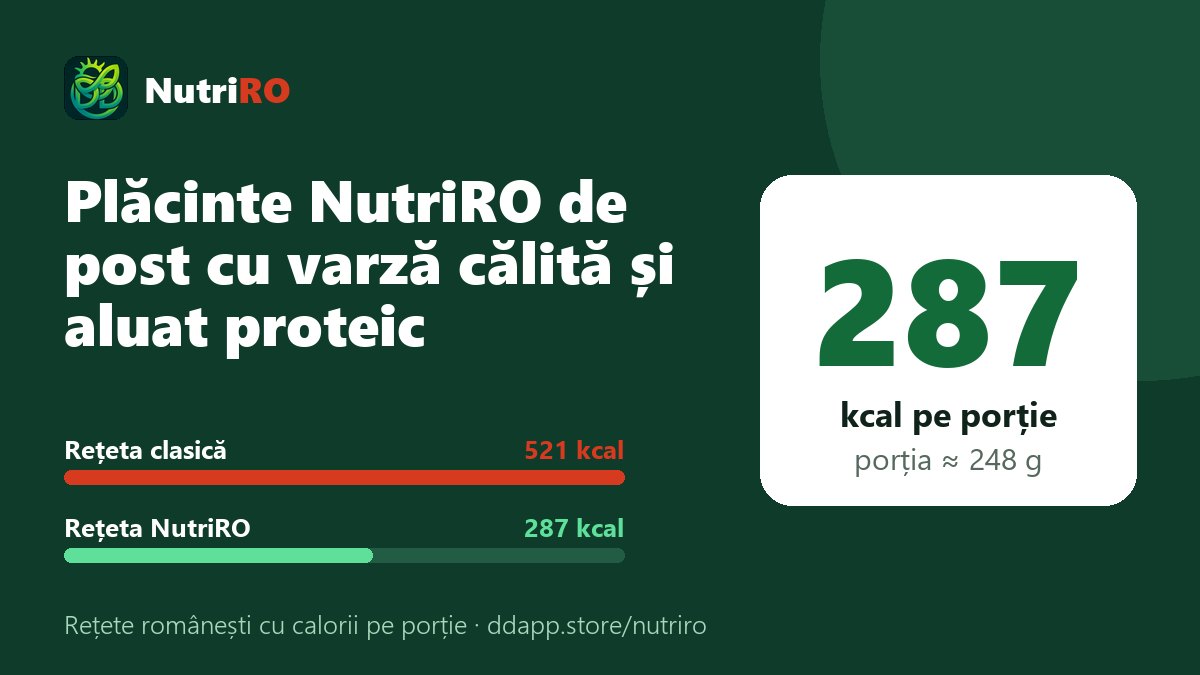 NutriRO
Plăcinte NutriRO de
post cu varză călită și
aluat proteic
Rețeta clasică 521 kcal
Rețeta NutriRO 287 kcal
287
kcal pe porție
porția ≈ 248 g
Rețete românești cu calorii pe porție · ddapp.store/nutriro